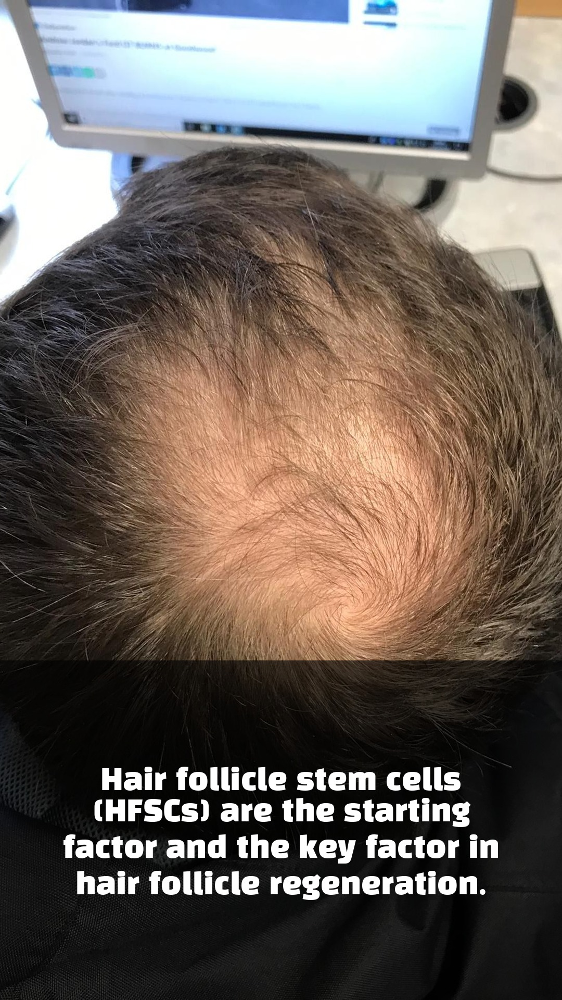 Hair follicle stem cells
(HFSCs) are the starting
factor and the key factor in
hair follicle regeneration.